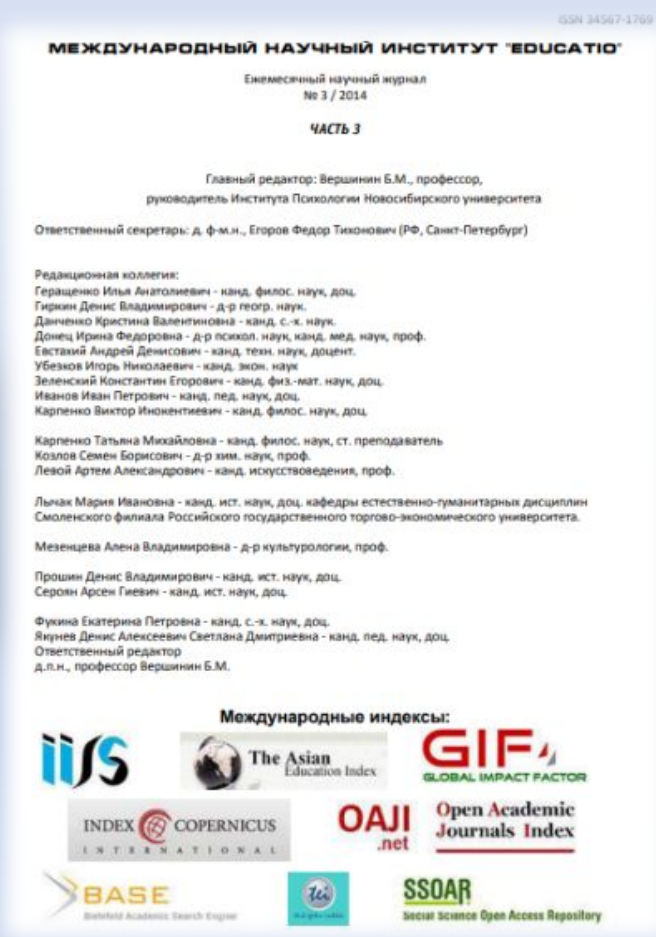 ISSN 34567-1769
МЕЖДУНАРОДНЫЙ НАУЧНЫЙ ИНСТИТУТ "EDUCATIO"
Ежемесячный научный журнал
№ 3 / 2014
ЧАСТЬ 3
Главный редактор: Вершинин Б.М., профессор,
руководитель Института Психологии Новосибирского университета
Ответственный секретарь: д. ф-м.н., Егоров Федор Тихонович (РФ, Санкт-Петербург)
Редакционная коллегия:
Геращенко Илья Анатолиевич - канд. филос. наук, доц.
Гиркин Денис Владимирович - д-р геогр. наук.
Данченко Кристина Валентиновна - канд. с.-х. наук.
Донец Ирина Федоровна - д-р психол. наук, канд. мед. наук, проф.
Евстахий Андрей Денисович - канд. техн. наук, доцент.
Убезков Игорь Николаевич - канд. экон. наук
Зеленский Константин Егорович - канд. физ.-мат. наук, доц.
Иванов Иван Петрович - канд. пед. наук, доц.
Карпенко Виктор Инокентиевич - канд. филос. наук, доц.
Карпенко Татьяна Михайловна - канд. филос. наук, ст. преподаватель
Козлов Семен Борисович - д-р хим. наук, проф.
Левой Артем Александрович - канд. искусствоведения, проф.
Лычак Мария Ивановна - канд. ист. наук, доц. кафедры естественно-гуманитарных дисциплин
Смоленского филиала Российского государственного торгово-экономического университета.
Мезенцева Алена Владимировна - д-р культурологии, проф.
Прошин Денис Владимирович - канд. ист. наук, доц.
Сероян Арсен Гиевич - канд. ист. наук, доц.
Фукина Екатерина Петровна - канд. с.-х. наук, доц.
Якунев Денис Алексеевич Светлана Дмитриевна - канд. пед. наук, доц.
Ответственный редактор
д.п.н., профессор Вершинин Б.М.
Международные индексы:
iiJS
The Asian
Education Index
GIF
GLOBAL IMPACT FACTOR
INDEX COPERNICUS
INTERNATIONAL
OAJI
.net
Open Academic
Journals Index
BASE
Bielefeld Academic Search Engine
tei
SSOAR
Social Science Open Access Repository